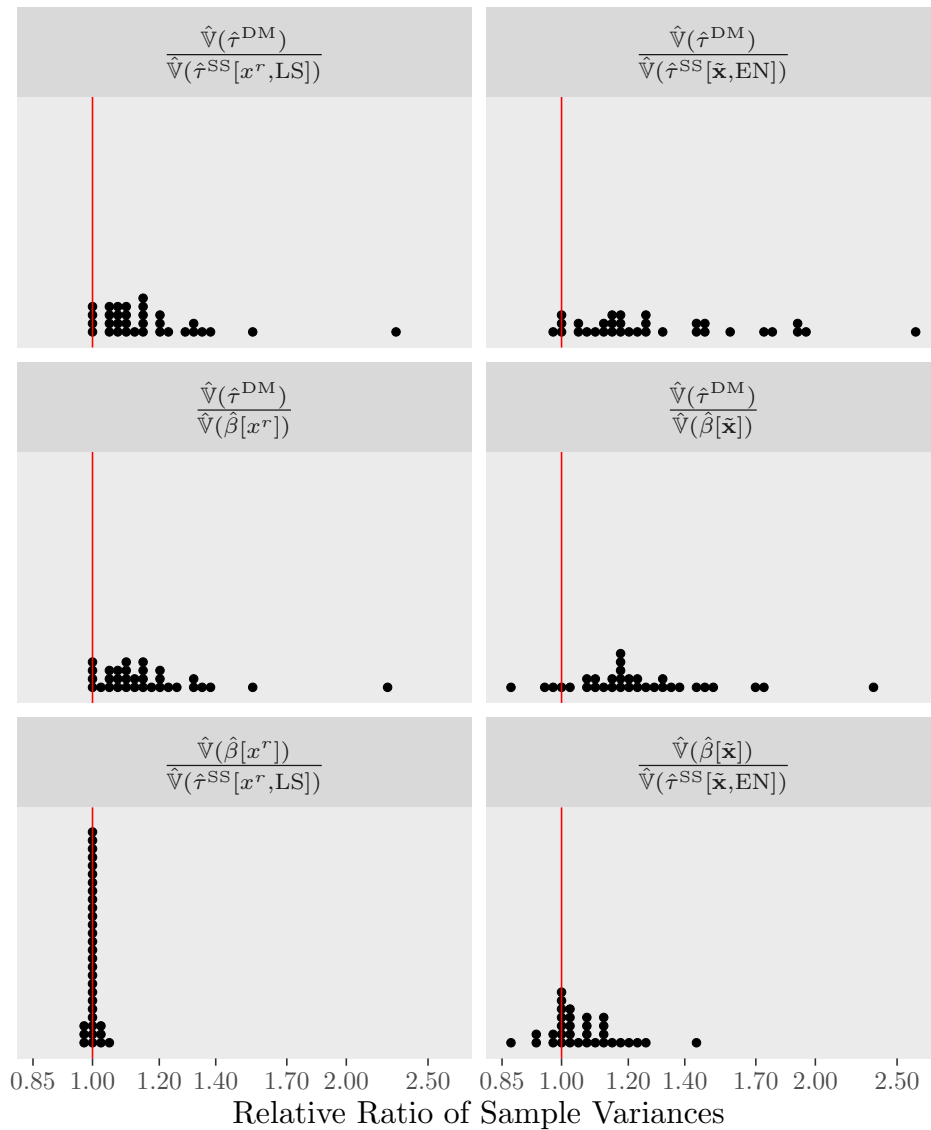 V̂(τ̂^DM) V̂(τ̂^DM)
V̂(τ̂^SS[x^r,LS]) V̂(τ̂^SS[x̃,EN])
V̂(τ̂^DM) V̂(τ̂^DM)
V̂(β̂[x^r]) V̂(β̂[x̃])
V̂(β̂[x^r]) V̂(β̂[x̃])
V̂(τ̂^SS[x^r,LS]) V̂(τ̂^SS[x̃,EN])
0.85 1.00 1.20 1.40 1.70 2.00 2.50 0.85 1.00 1.20 1.40 1.70 2.00 2.50
Relative Ratio of Sample Variances